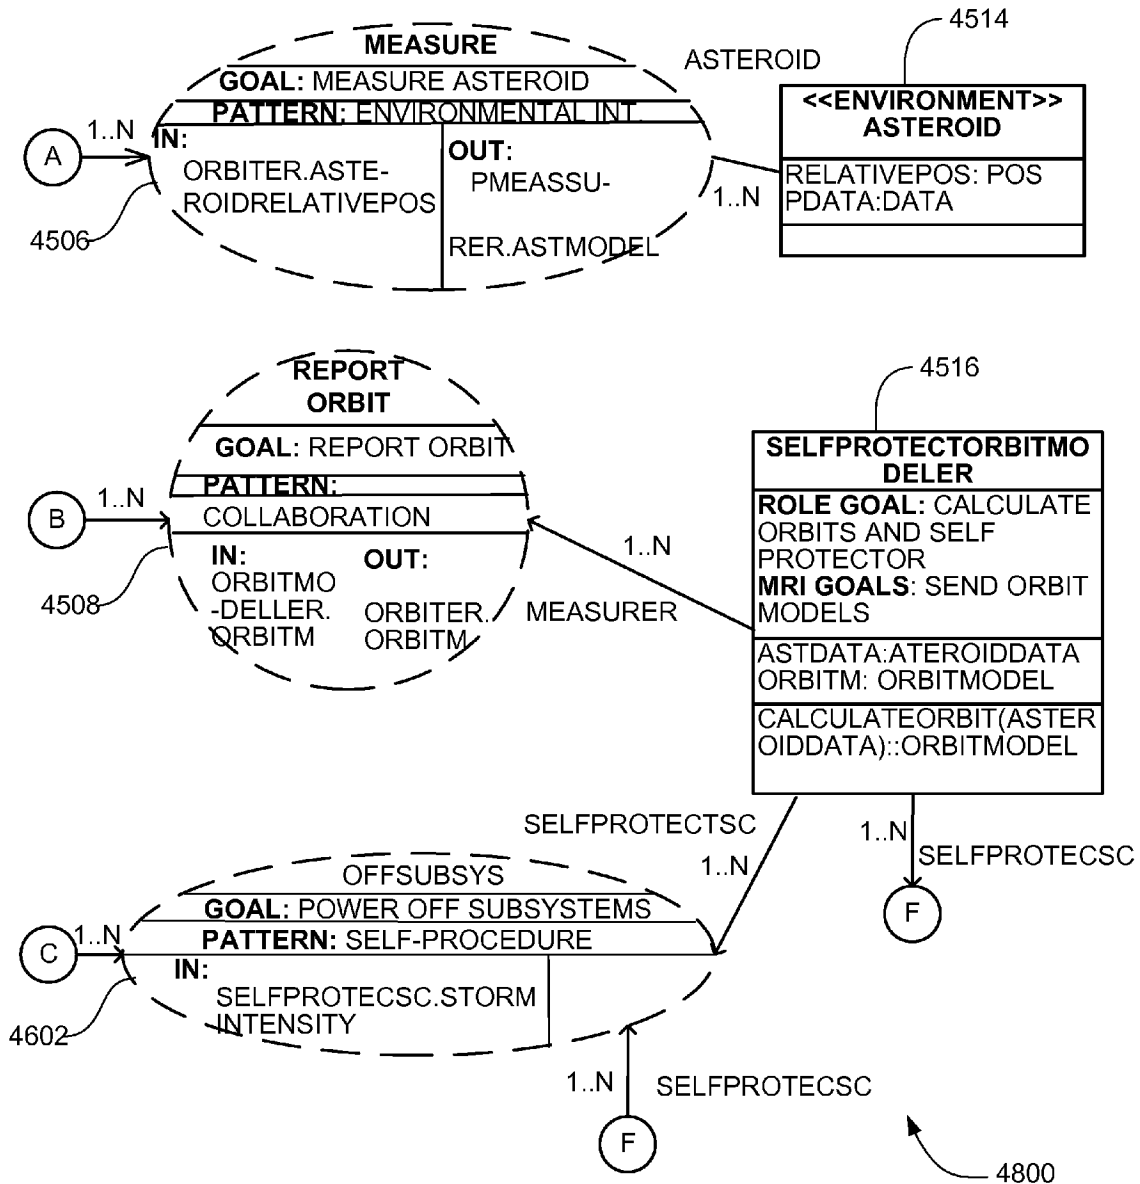 4514
MEASURE
ASTEROID
GOAL: MEASURE ASTEROID
<<ENVIRONMENT>>
ASTEROID
PATTERN: ENVIRONMENTAL INT.
1..N
A
IN:
ORBITER.ASTE-
ROIDRELATIVEPOS
OUT:
PMEASSU-
RER.ASTMODEL
1..N
RELATIVEPOS: POS
PDATA:DATA
4506
4516
REPORT
ORBIT
GOAL: REPORT ORBIT
PATTERN:
COLLABORATION
1..N
B
IN:
ORBITMO
-DELLER.
ORBITM
OUT:
ORBITER.
ORBITM
4508
1..N
MEASURER
SELFPROTECTORBITMO
DELER
ROLE GOAL: CALCULATE
ORBITS AND SELF
PROTECTOR
MRI GOALS: SEND ORBIT
MODELS
ASTDATA:ATEROIDDATA
ORBITM: ORBITMODEL
CALCULATEORBIT(ASTER
OIDDATA)::ORBITMODEL
SELFPROTECTSC
1..N
1..N
SELFPROTECSC
F
OFFSUBSYS
GOAL: POWER OFF SUBSYSTEMS
PATTERN: SELF-PROCEDURE
1..N
C
IN:
SELFPROTECSC.STORM
INTENSITY
4602
1..N
SELFPROTECSC
F
4800